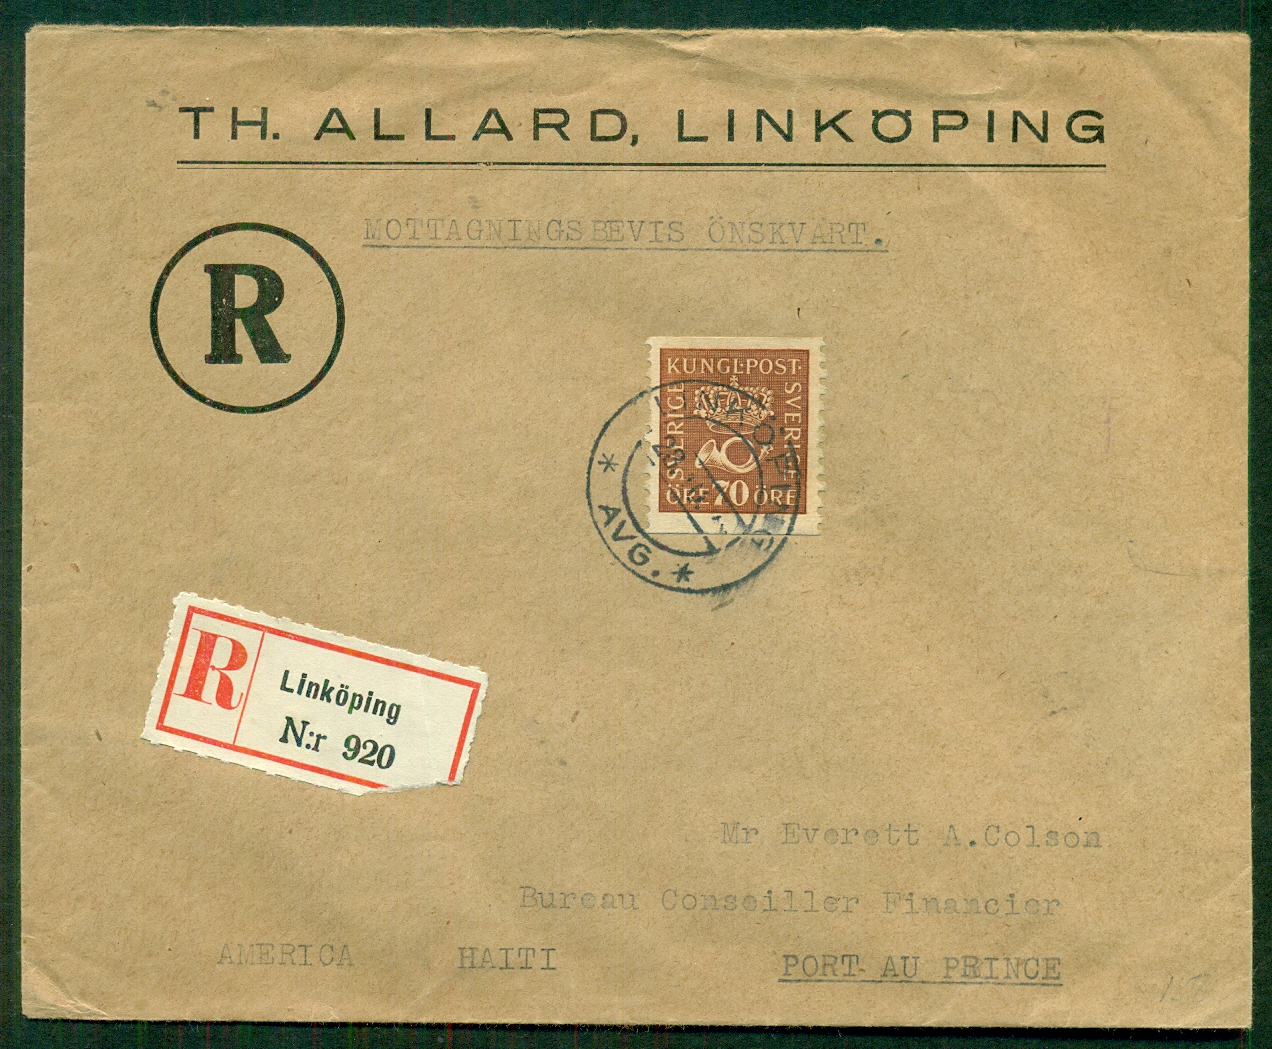 TH. ALLARD, LINKÖPING
MOTTAGNINGSBEVIS ÖNSKVÄRT.
R
KUNGL·POST·
SVERIGE
SVERIGE
ÖRE 70 ÖRE
LINKÖPING
* AVG. *
R
Linköping
N:r 920
Mr Everett A.Colson
Bureau Conseiller Financier
AMERICA HAITI PORT AU PRINCE